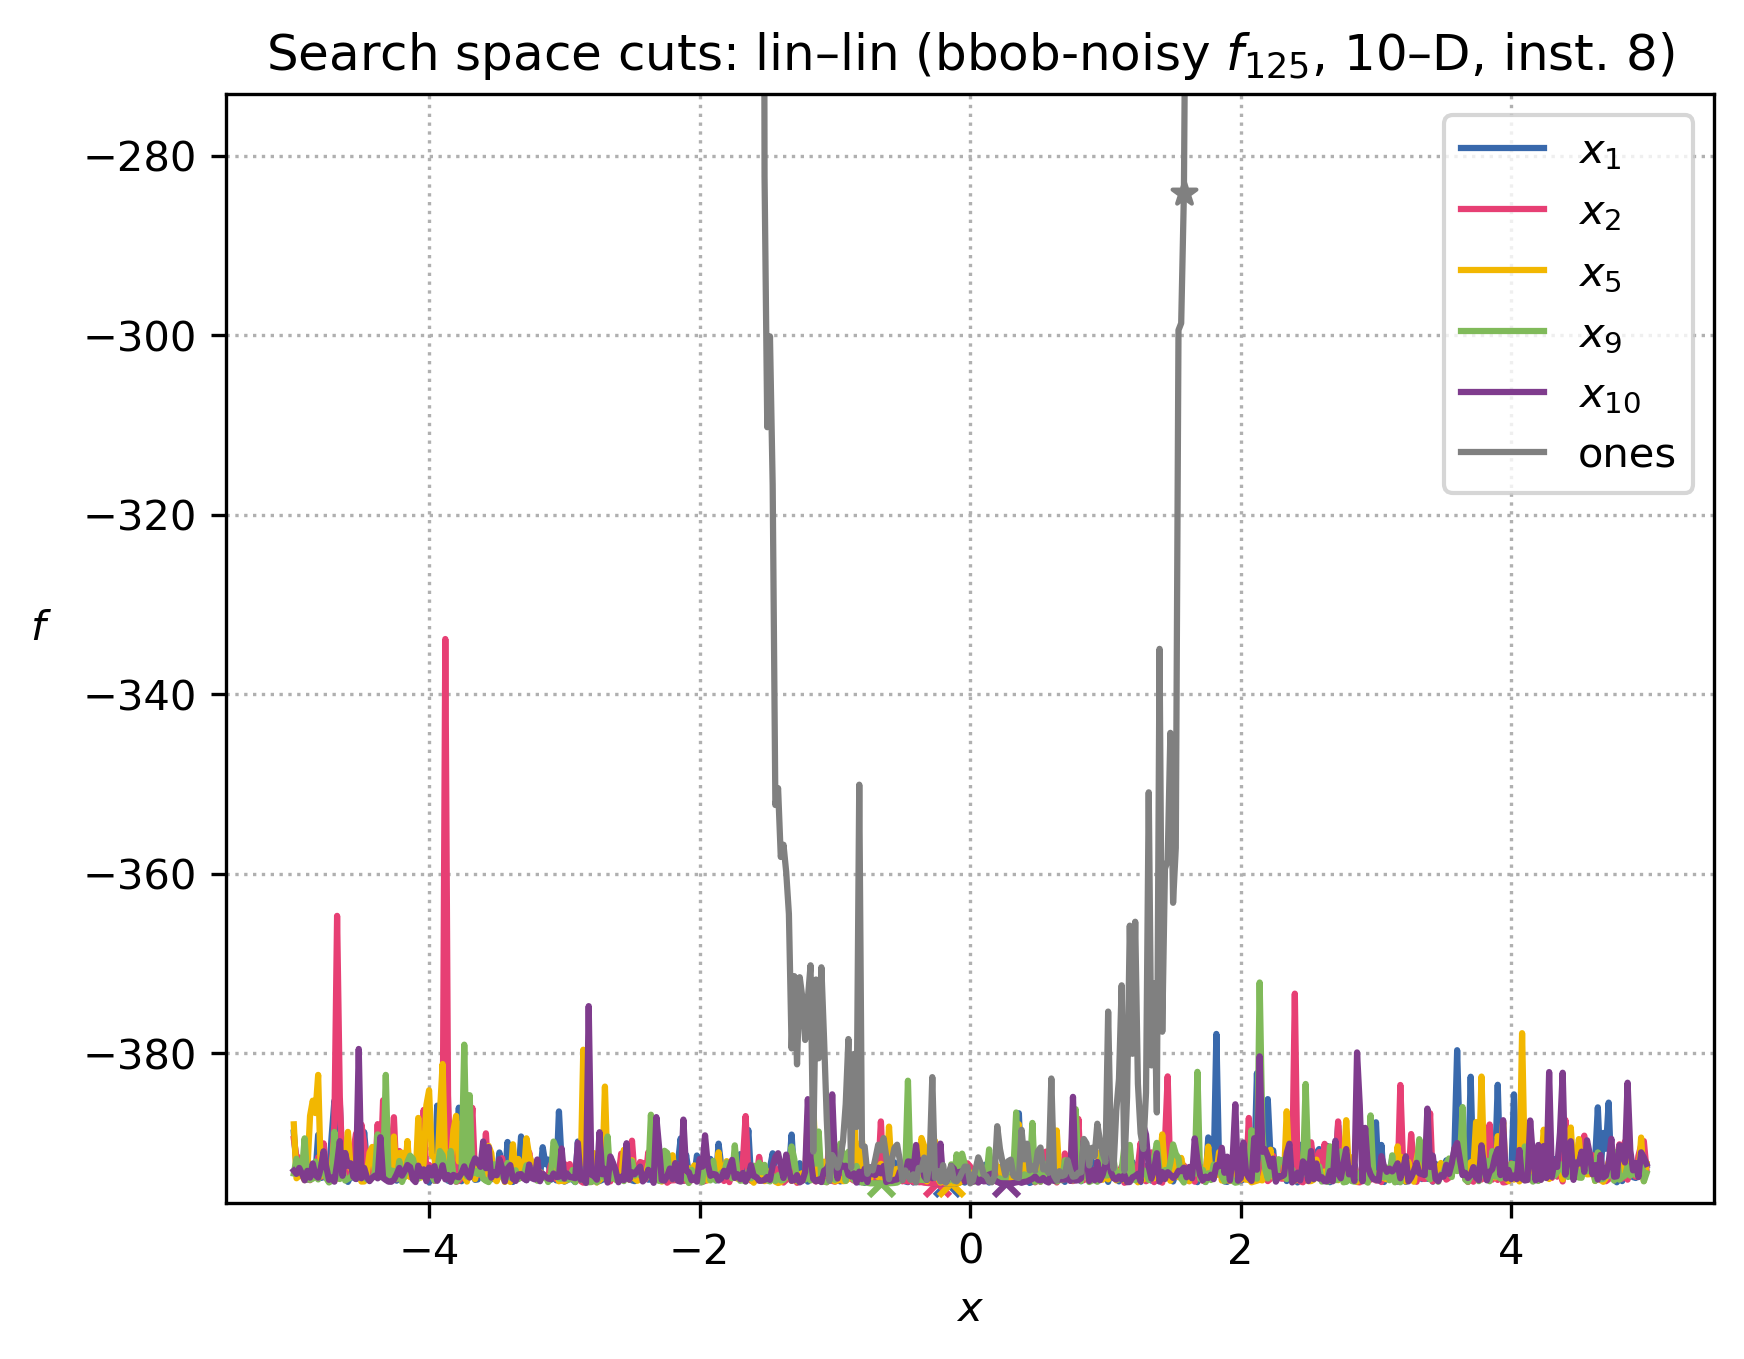 Search space cuts: lin–lin (bbob-noisy f₁₂₅, 10–D, inst. 8)
−280
−300
−320
−340
−360
−380
f
−4
−2
0
2
4
x
x₁
x₂
x₅
x₉
x₁₀
ones